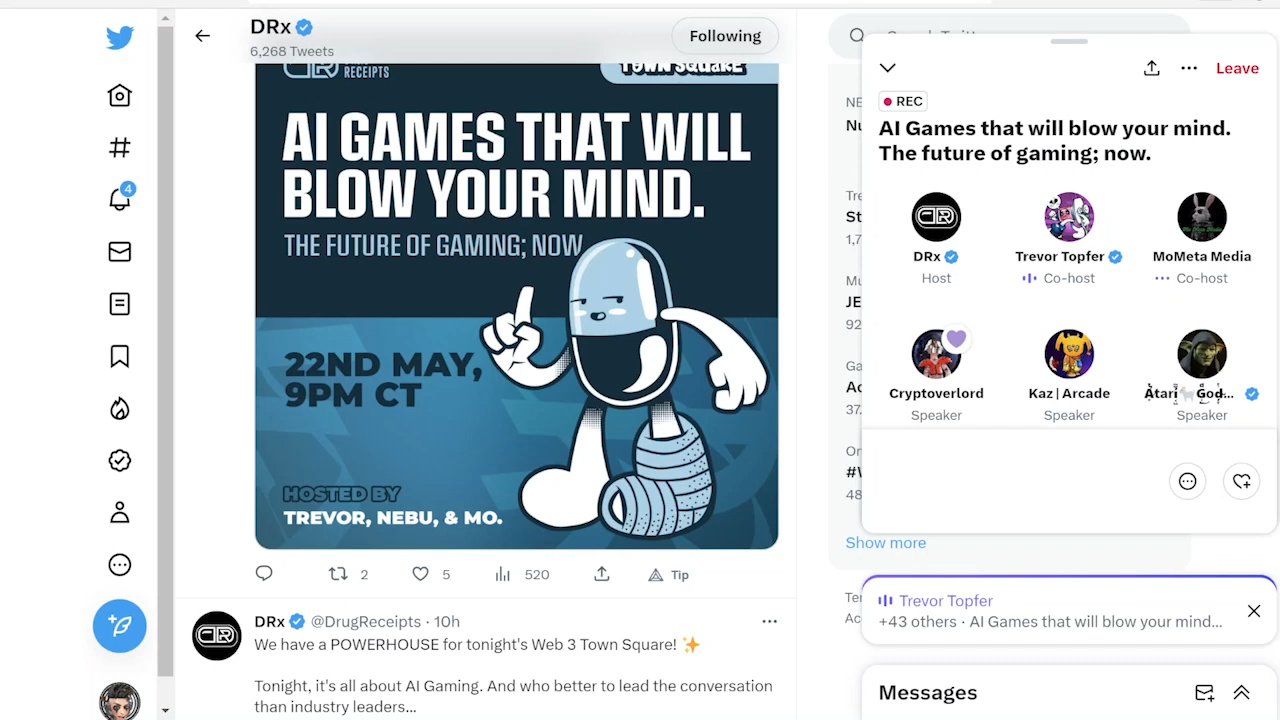 DRx
6,268 Tweets
Following
RECEIPTS
TOWN SQUARE
AI GAMES THAT WILL
BLOW YOUR MIND.
THE FUTURE OF GAMING; NOW
22ND MAY,
9PM CT
HOSTED BY
TREVOR, NEBU, & MO.
2
5
520
Tip
DRx @DrugReceipts · 10h
We have a POWERHOUSE for tonight's Web 3 Town Square! ✨
Tonight, it's all about AI Gaming. And who better to lead the conversation
than industry leaders...
4
Leave
REC
AI Games that will blow your mind.
The future of gaming; now.
DRx
Host
Trevor Topfer
Co-host
MoMeta Media
Co-host
Cryptoverlord
Speaker
Kaz | Arcade
Speaker
Atari God...
Speaker
Show more
Trevor Topfer
+43 others · AI Games that will blow your mind...
Messages